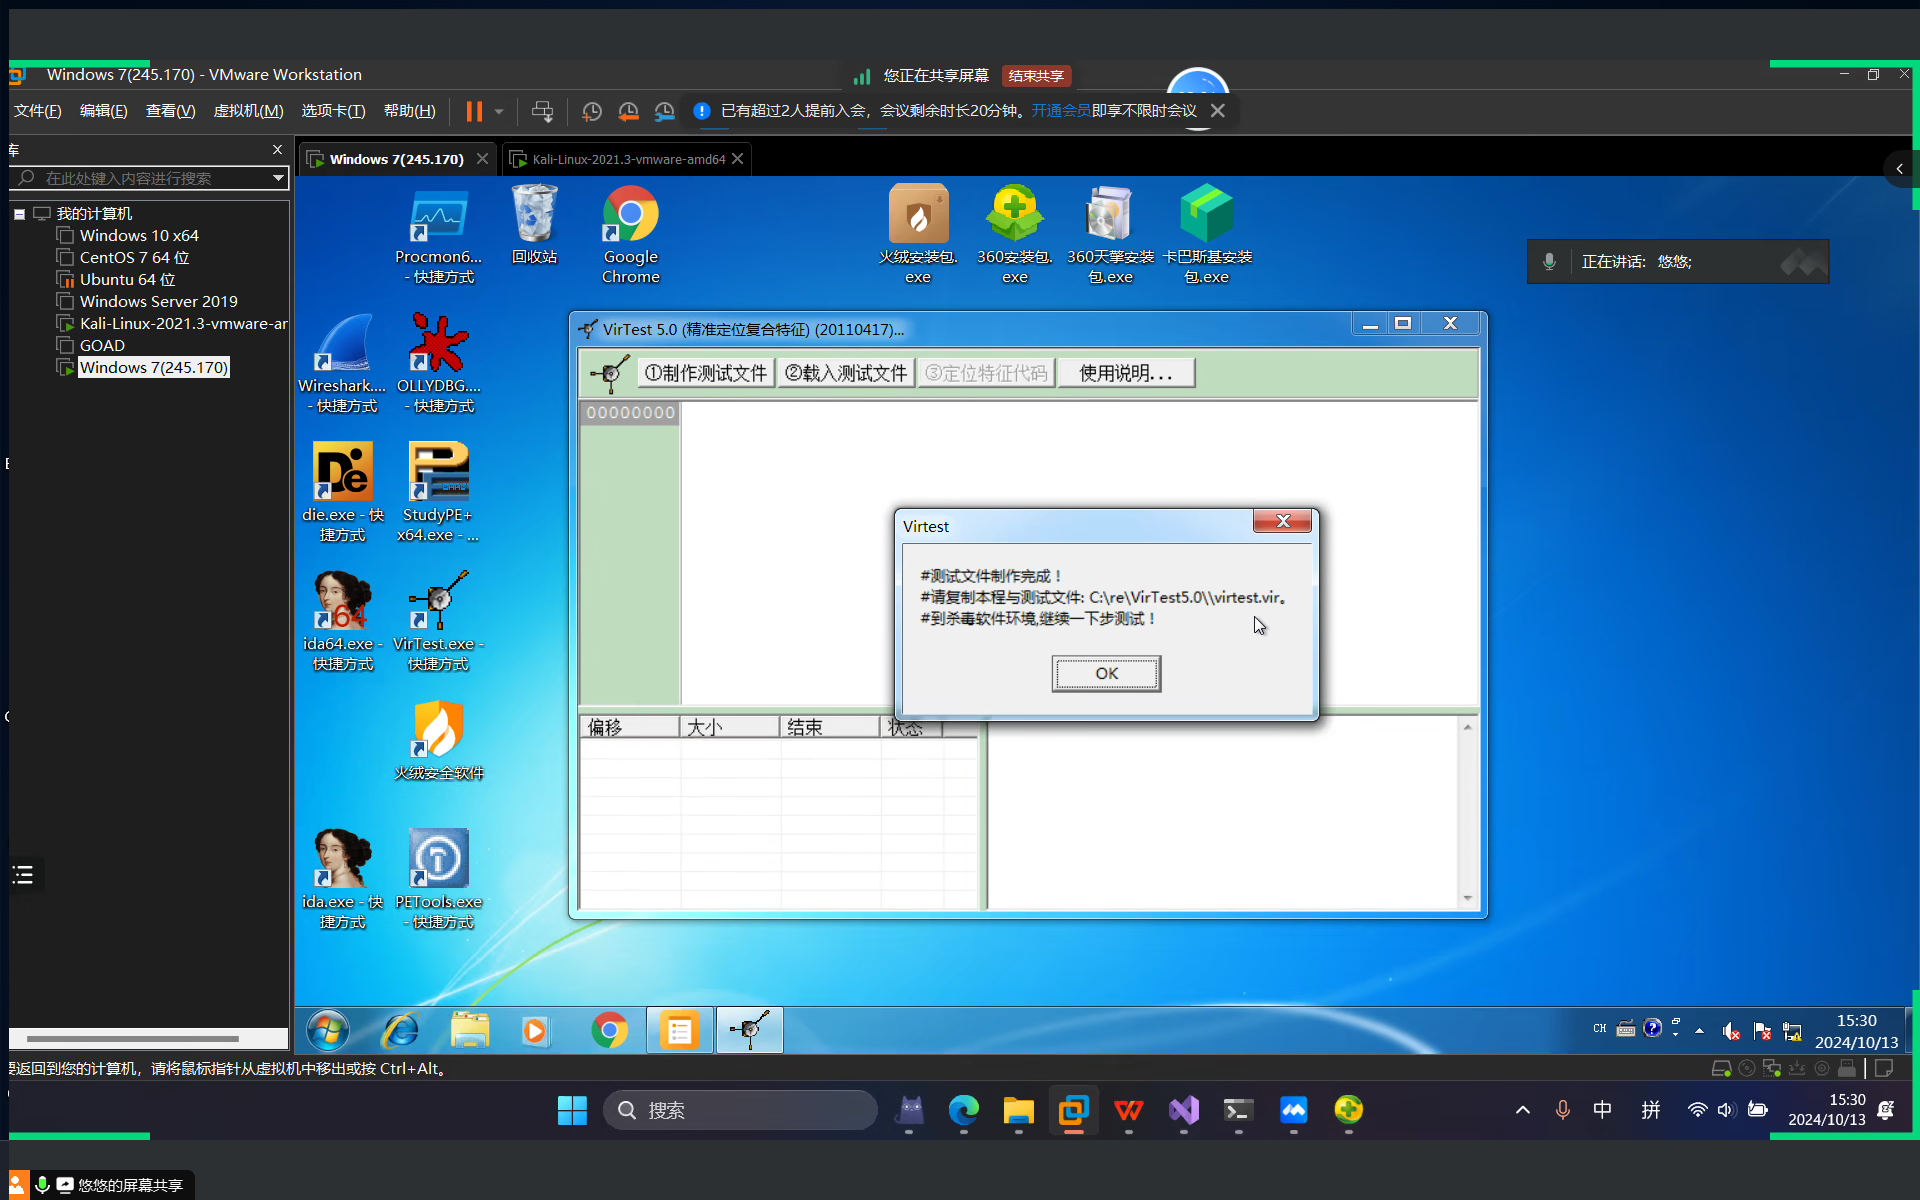 Windows 7(245.170) - VMware Workstation
您正在共享屏幕
结束共享
文件(F)
编辑(E)
查看(V)
虚拟机(M)
选项卡(T)
帮助(H)
已有超过2人提前入会，会议剩余时长20分钟。开通会员即享不限时会议
库
Windows 7(245.170)
Kali-Linux-2021.3-vmware-amd64
在此处键入内容进行搜索
我的计算机
Windows 10 x64
CentOS 7 64 位
Ubuntu 64 位
Windows Server 2019
Kali-Linux-2021.3-vmware-ar
GOAD
Windows 7(245.170)
Procmon6...
- 快捷方式
回收站
Google
Chrome
火绒安装包.
exe
360安装包.
exe
360天擎安装
包.exe
卡巴斯基安装
包.exe
正在讲话: 悠悠;
Wireshark....
- 快捷方式
OLLYDBG....
- 快捷方式
die.exe - 快
捷方式
StudyPE+
x64.exe - ...
ida64.exe -
快捷方式
VirTest.exe -
快捷方式
火绒安全软件
ida.exe - 快
捷方式
PETools.exe
- 快捷方式
VirTest 5.0 (精准定位复合特征) (20110417)...
①制作测试文件
②载入测试文件
③定位特征代码
使用说明...
00000000
Virtest
#测试文件制作完成！
#请复制本程与测试文件: C:\re\VirTest5.0\\virtest.vir。
#到杀毒软件环境,继续一下步测试！
OK
偏移
大小
结束
状态
CH
15:30
2024/10/13
要返回到您的计算机，请将鼠标指针从虚拟机中移出或按 Ctrl+Alt。
搜索
中
拼
15:30
2024/10/13
悠悠的屏幕共享